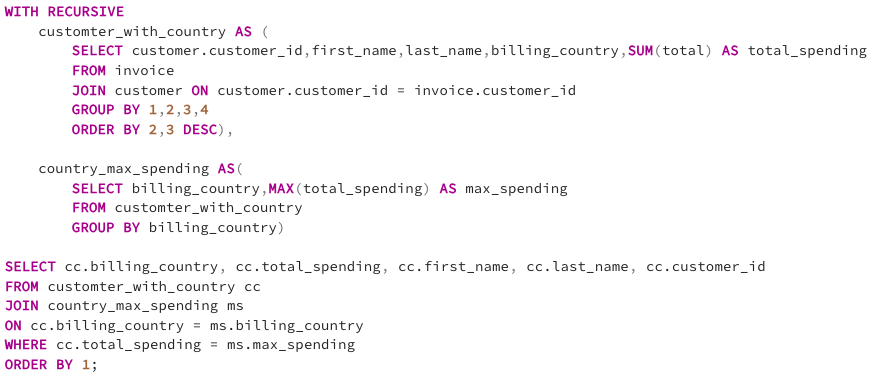 WITH RECURSIVE
customter_with_country AS (
SELECT customer.customer_id,first_name,last_name,billing_country,SUM(total) AS total_spending
FROM invoice
JOIN customer ON customer.customer_id = invoice.customer_id
GROUP BY 1,2,3,4
ORDER BY 2,3 DESC),
country_max_spending AS(
SELECT billing_country,MAX(total_spending) AS max_spending
FROM customter_with_country
GROUP BY billing_country)
SELECT cc.billing_country, cc.total_spending, cc.first_name, cc.last_name, cc.customer_id
FROM customter_with_country cc
JOIN country_max_spending ms
ON cc.billing_country = ms.billing_country
WHERE cc.total_spending = ms.max_spending
ORDER BY 1;